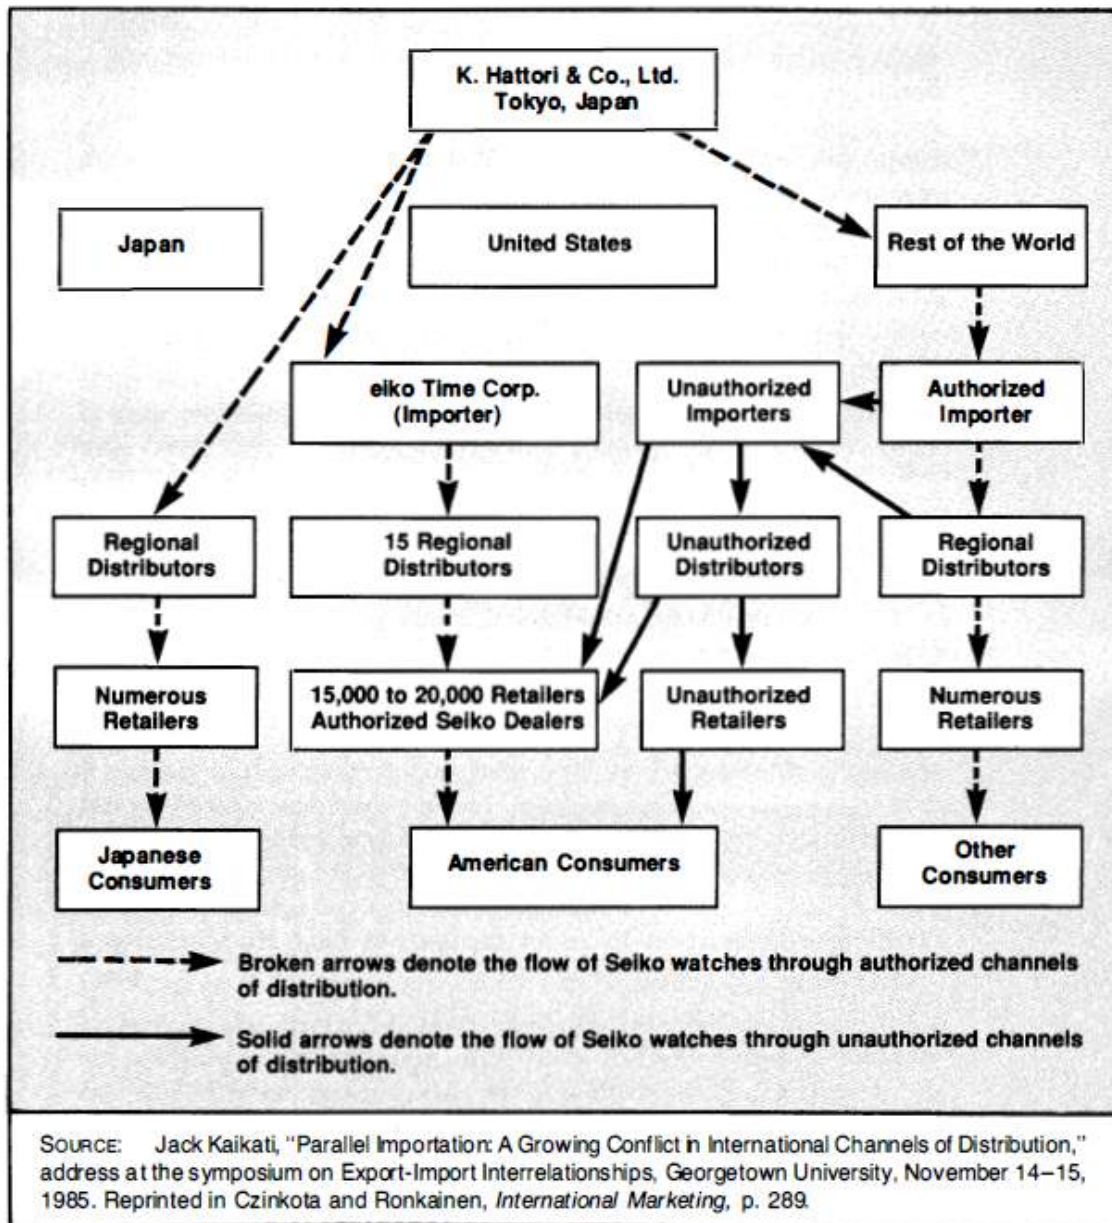 K. Hattori & Co., Ltd.
Tokyo, Japan
Japan
United States
Rest of the World
eiko Time Corp.
(Importer)
Unauthorized
Importers
Authorized
Importer
Regional
Distributors
15 Regional
Distributors
Unauthorized
Distributors
Regional
Distributors
Numerous
Retailers
15,000 to 20,000 Retailers
Authorized Seiko Dealers
Unauthorized
Retailers
Numerous
Retailers
Japanese
Consumers
American Consumers
Other
Consumers
Broken arrows denote the flow of Seiko watches through authorized channels
of distribution.
Solid arrows denote the flow of Seiko watches through unauthorized channels
of distribution.
SOURCE: Jack Kaikati, "Parallel Importation: A Growing Conflict in International Channels of Distribution,"
address at the symposium on Export-Import Interrelationships, Georgetown University, November 14–15,
1985. Reprinted in Czinkota and Ronkainen, International Marketing, p. 289.